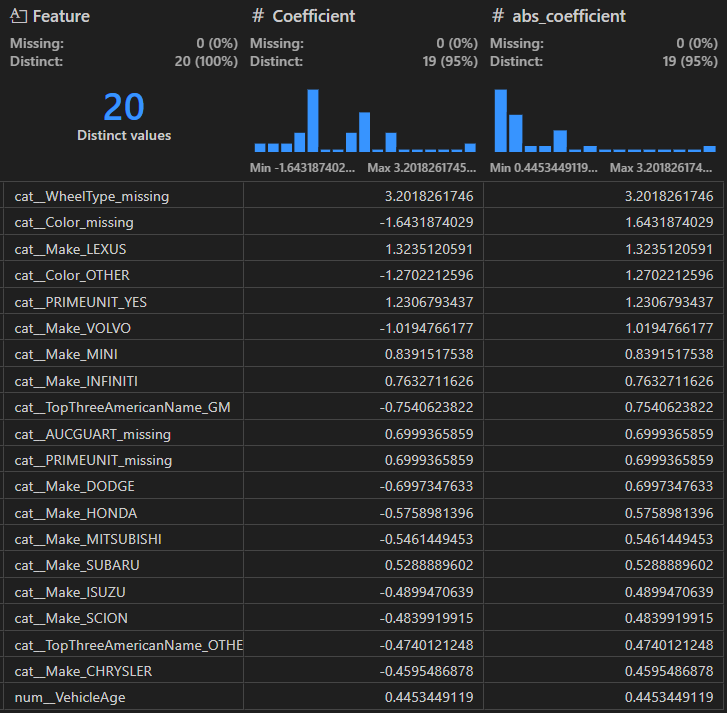 Feature # Coefficient # abs_coefficient
Missing: 0 (0%) Missing: 0 (0%) Missing: 0 (0%)
Distinct: 20 (100%) Distinct: 19 (95%) Distinct: 19 (95%)
20
Distinct values
Min -1.643187402... Max 3.2018261745... Min 0.4453449119... Max 3.201826174...
cat__WheelType_missing 3.2018261746 3.2018261746
cat__Color_missing -1.6431874029 1.6431874029
cat__Make_LEXUS 1.3235120591 1.3235120591
cat__Color_OTHER -1.2702212596 1.2702212596
cat__PRIMEUNIT_YES 1.2306793437 1.2306793437
cat__Make_VOLVO -1.0194766177 1.0194766177
cat__Make_MINI 0.8391517538 0.8391517538
cat__Make_INFINITI 0.7632711626 0.7632711626
cat__TopThreeAmericanName_GM -0.7540623822 0.7540623822
cat__AUCGUART_missing 0.6999365859 0.6999365859
cat__PRIMEUNIT_missing 0.6999365859 0.6999365859
cat__Make_DODGE -0.6997347633 0.6997347633
cat__Make_HONDA -0.5758981396 0.5758981396
cat__Make_MITSUBISHI -0.5461449453 0.5461449453
cat__Make_SUBARU 0.5288889602 0.5288889602
cat__Make_ISUZU -0.4899470639 0.4899470639
cat__Make_SCION -0.4839919915 0.4839919915
cat__TopThreeAmericanName_OTHE -0.4740121248 0.4740121248
cat__Make_CHRYSLER -0.4595486878 0.4595486878
num__VehicleAge 0.4453449119 0.4453449119